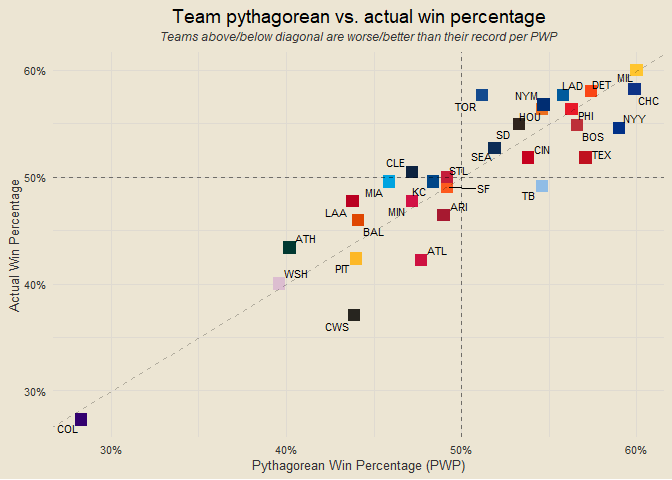 Team pythagorean vs. actual win percentage
Teams above/below diagonal are worse/better than their record per PWP
60%
MIL
DET
LAD
CHC
NYM
TOR
PHI
HOU
NYY
SD
BOS
CIN
SEA
TEX
CLE
STL
50%
SF
MIA
KC
TB
LAA
MIN
ARI
BAL
ATH
ATL
PIT
WSH
40%
CWS
30%
COL
Actual Win Percentage
30%
40%
50%
60%
Pythagorean Win Percentage (PWP)